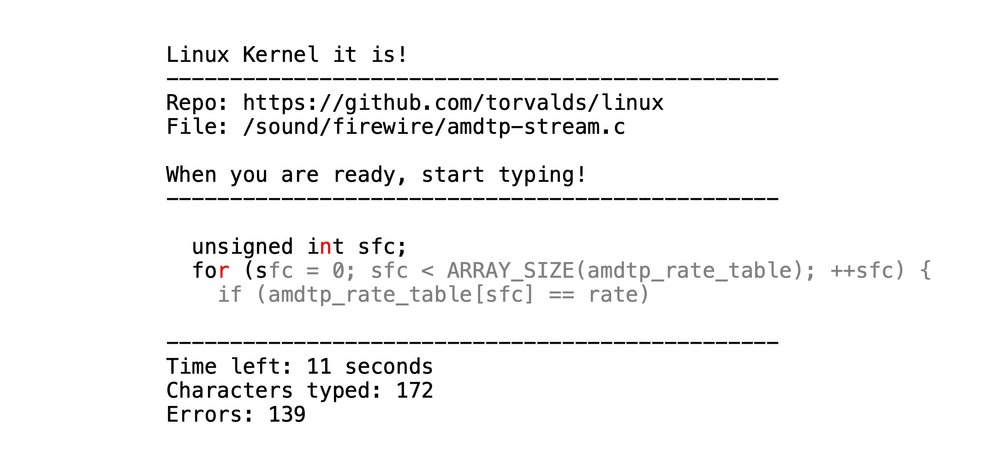 Linux Kernel it is!
------------------------------------------------
Repo: https://github.com/torvalds/linux
File: /sound/firewire/amdtp-stream.c
When you are ready, start typing!
------------------------------------------------
unsigned int sfc;
for (sfc = 0; sfc < ARRAY_SIZE(amdtp_rate_table); ++sfc) {
if (amdtp_rate_table[sfc] == rate)
------------------------------------------------
Time left: 11 seconds
Characters typed: 172
Errors: 139